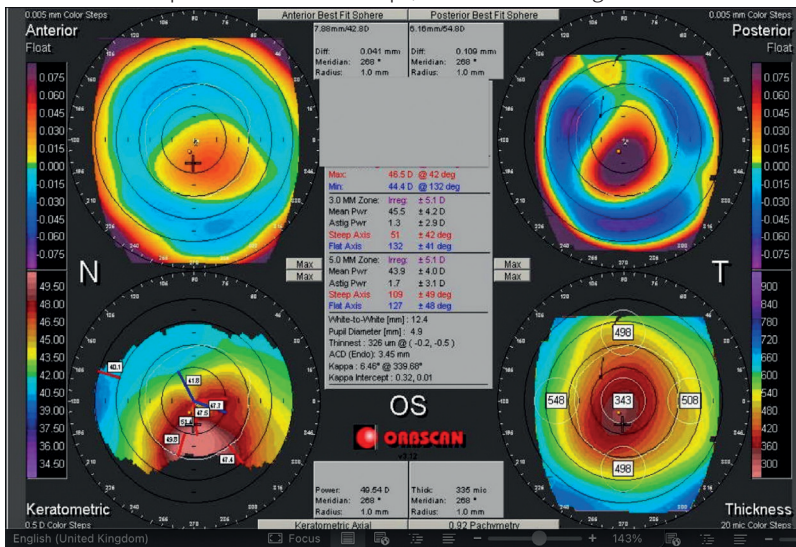 0.005 mm Color Steps
Anterior Best Fit Sphere
Posterior Best Fit Sphere
0.005 mm Color Steps
Anterior
Float
7.88mm/42.8D
6.16mm/54.8D
Posterior
Float
Diff: 0.041 mm
Meridian: 268 °
Radius: 1.0 mm
Diff: 0.109 mm
Meridian: 268 °
Radius: 1.0 mm
0.075
0.060
0.045
0.030
0.015
0.000
-0.015
-0.030
-0.045
-0.060
-0.075
0.075
0.060
0.045
0.030
0.015
0.000
-0.015
-0.030
-0.045
-0.060
-0.075
Max: 46.5 D @ 42 deg
Min: 44.4 D @ 132 deg
3.0 MM Zone: Irreg: ± 5.1 D
Mean Pwr 45.5 ± 4.2 D
Astig Pwr 1.3 ± 2.9 D
Steep Axis 51 ± 42 deg
Flat Axis 132 ± 41 deg
5.0 MM Zone: Irreg: ± 5.1 D
Mean Pwr 43.9 ± 4.0 D
Astig Pwr 1.7 ± 3.1 D
Steep Axis 109 ± 49 deg
Flat Axis 127 ± 48 deg
White-to-White [mm] : 12.4
Pupil Diameter [mm] : 4.9
Thinnest : 326 um @ ( -0.2, -0.5 )
ACD (Endo): 3.45 mm
Kappa : 6.46° @ 339.68°
Kappa Intercept : 0.32, 0.01
N
T
Max
Max
Max
Max
OS
ORBSCAN
49.50
48.00
46.50
45.00
43.50
42.00
40.50
39.00
37.50
36.00
34.50
40.1
41.8
47.1
47.5
49.8
47.4
900
840
780
720
660
600
540
480
420
360
300
498
548
343
508
498
Power: 49.54 D
Meridian: 268 °
Radius: 1.0 mm
Thick: 335 mic
Meridian: 268 °
Radius: 1.0 mm
Keratometric
0.5 D Color Steps
Keratometric Axial
0.92 Pachymetry
Thickness
20 mic Color Steps
English (United Kingdom)
Focus
143%